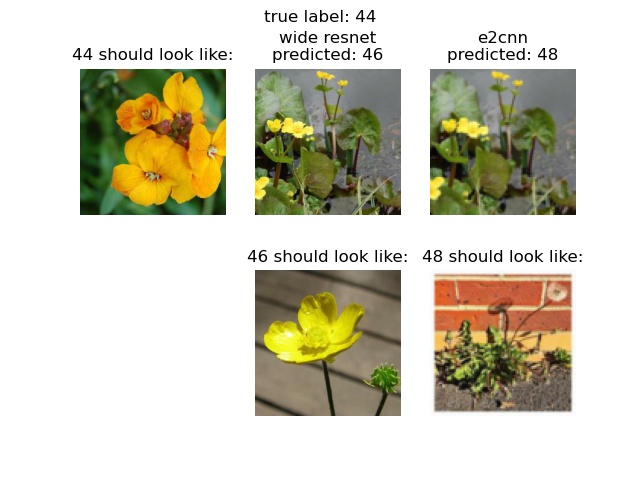 true label: 44
44 should look like:
wide resnet
predicted: 46
e2cnn
predicted: 48
46 should look like:
48 should look like: